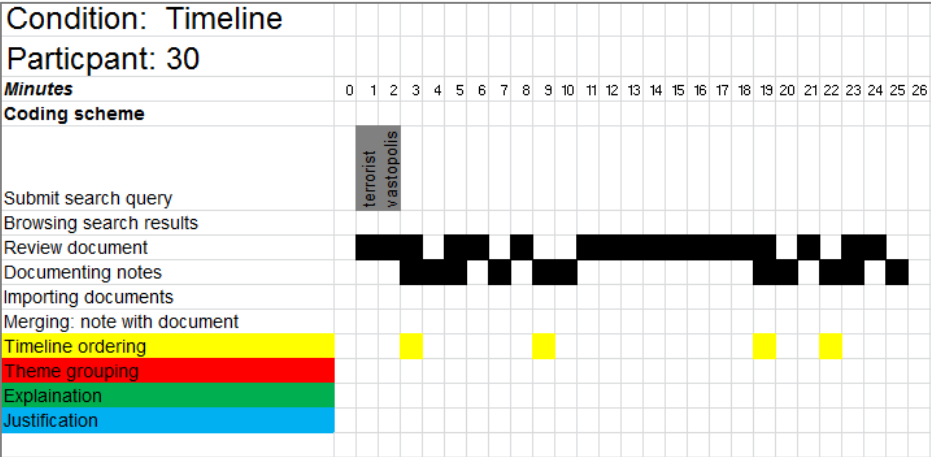 Condition: Timeline
Particpant: 30
Minutes 0 1 2 3 4 5 6 7 8 9 10 11 12 13 14 15 16 17 18 19 20 21 22 23 24 25 26
Coding scheme
terrorist
vastopolis
Submit search query
Browsing search results
Review document
Documenting notes
Importing documents
Merging: note with document
Timeline ordering
Theme grouping
Explaination
Justification